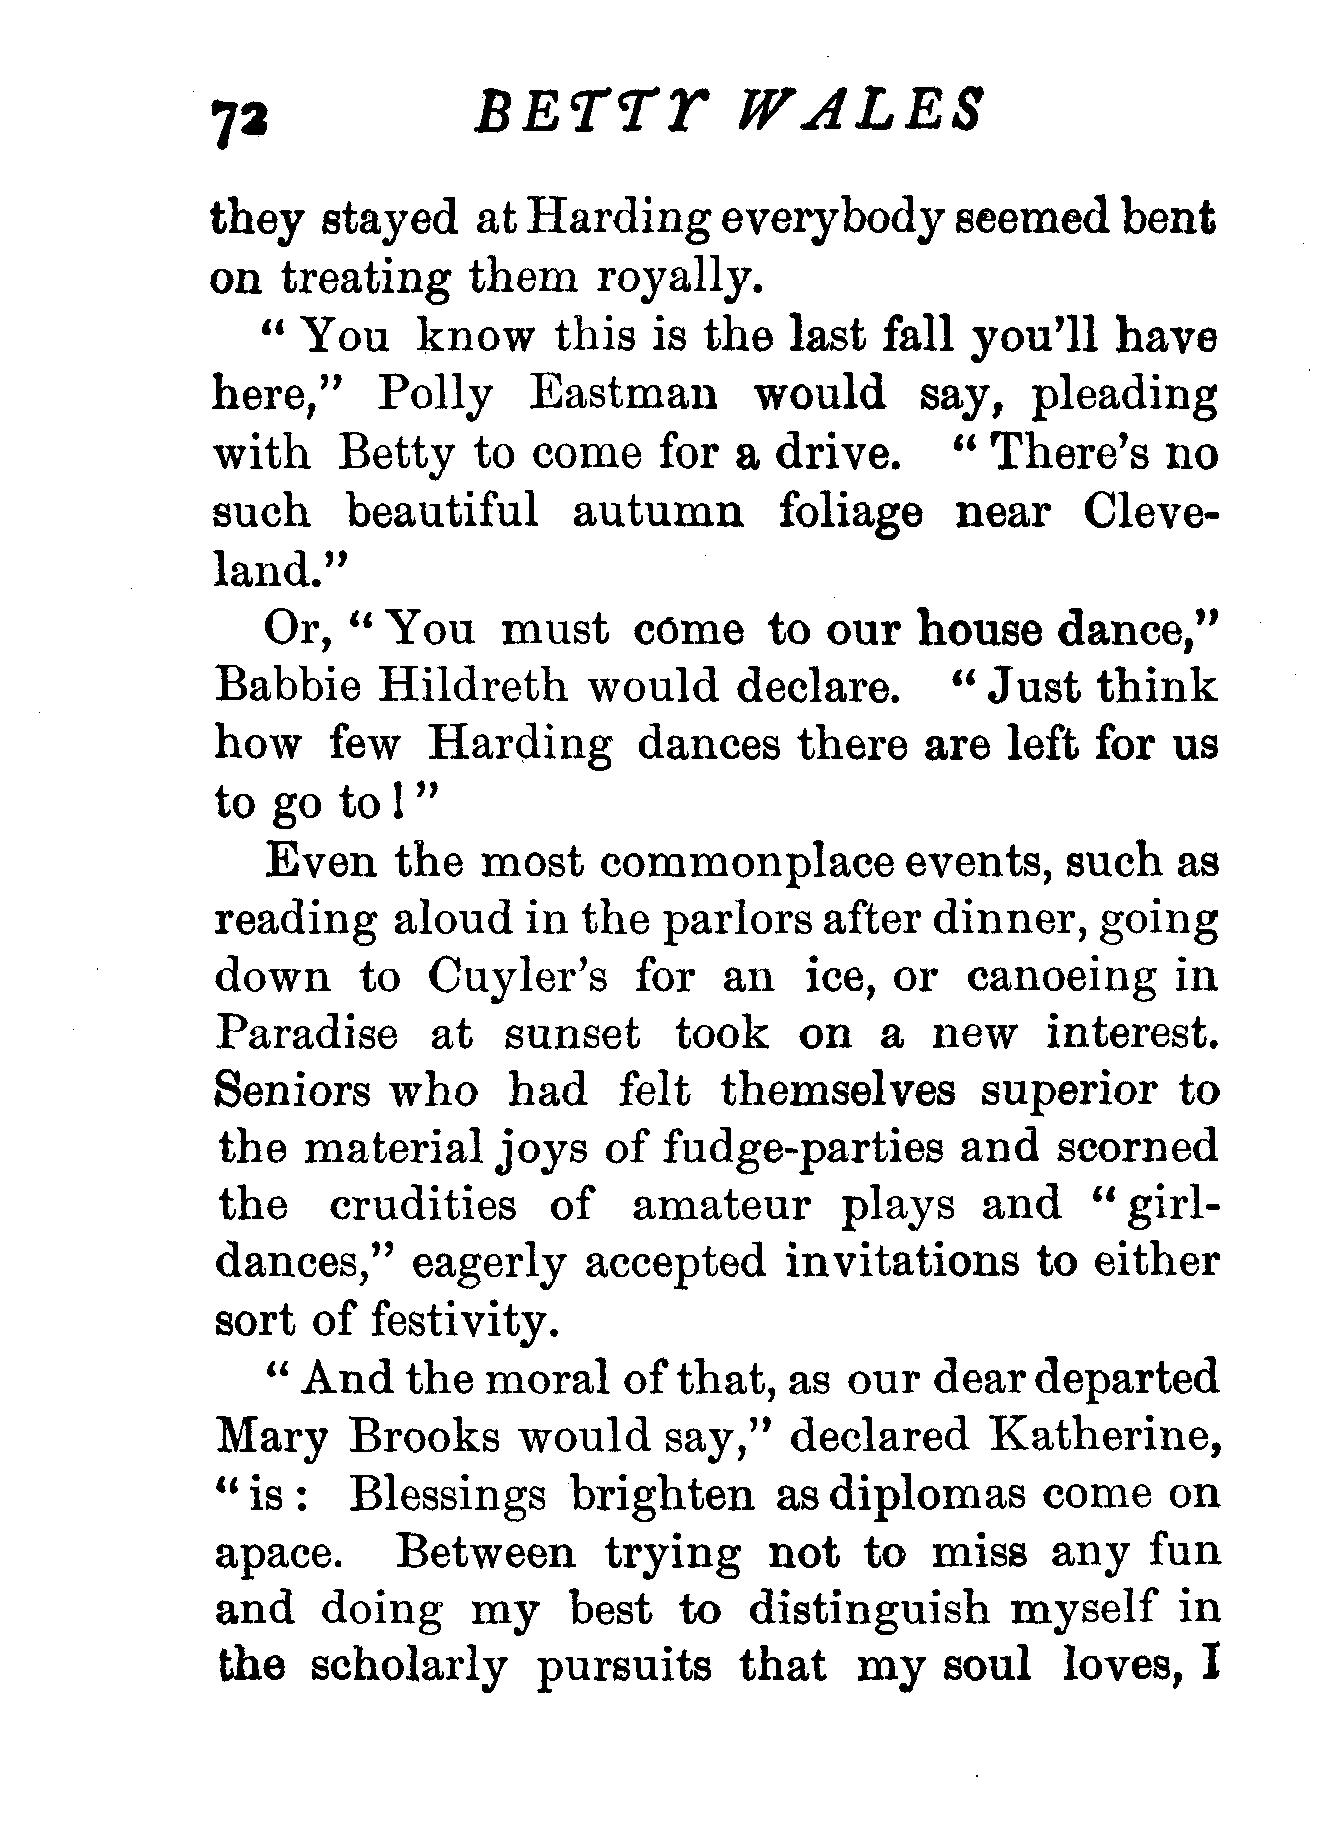 72 BETTY WALES
they stayed at Harding everybody seemed bent
on treating them royally.
“ You know this is the last fall you’ll have
here,” Polly Eastman would say, pleading
with Betty to come for a drive. “ There’s no
such beautiful autumn foliage near Cleve-
land.”
Or, “ You must come to our house dance,”
Babbie Hildreth would declare. “ Just think
how few Harding dances there are left for us
to go to ! ”
Even the most commonplace events, such as
reading aloud in the parlors after dinner, going
down to Cuyler’s for an ice, or canoeing in
Paradise at sunset took on a new interest.
Seniors who had felt themselves superior to
the material joys of fudge-parties and scorned
the crudities of amateur plays and “ girl-
dances,” eagerly accepted invitations to either
sort of festivity.
“ And the moral of that, as our dear departed
Mary Brooks would say,” declared Katherine,
“ is : Blessings brighten as diplomas come on
apace. Between trying not to miss any fun
and doing my best to distinguish myself in
the scholarly pursuits that my soul loves, I